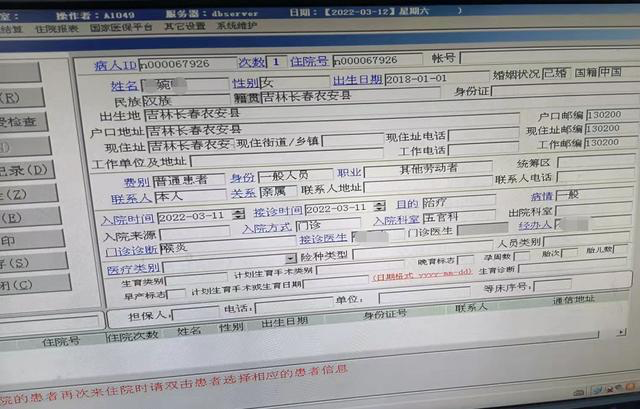 室: 操作者:A1049 服务器: dbserver 日期:【2022-03-12】星期六 )
结算 住院报表 国家医保平台 其它设置 系统维护
病人ID n000067926 次数 1 住院号 n000067926 帐号
姓名 琬 性别 女 出生日期 2018-01-01 婚姻状况 已婚 国籍 中国
民族 汉族 籍贯 吉林长春农安县 身份证
出生地 吉林长春农安县
户口地址 吉林长春农安县 户口邮编 130200
现住址 吉林长春农安 现住街道/乡镇 现住址电话 现住址邮编 130200
工作单位及地址 工作电话 工作邮编 130200
费别 普通患者 身份 一般人员 职业 其他劳动者 统筹区
联系人 本人 关系 亲属 联系人地址 联系人电话
入院时间 2022-03-11 接诊时间 2022-03-11 目的 治疗 病情 一般
入院来源 入院方式 门诊 入院科室 五官科 出院科室
门诊诊断 喉炎 接诊医生 门诊医生 经办人
医疗类别 险种类型 人员类别
生育类别 计划生育手术类别 晚育标志 孕周数 胎次 胎儿数
早产标志 计划生育手术或生育日期 (日期格式 yyyy-mm-dd) 生育诊断
担保人: 电话: 单位: 等床序号:
住院号 住院次数 姓名 性别 出生日期 身份证号 联系人 通信地址
院的患者再次来住院时请双击患者选择相应的患者信息
(R)
受检查
记录(D)
(Z)
(E)
印
(S)
闭(C)